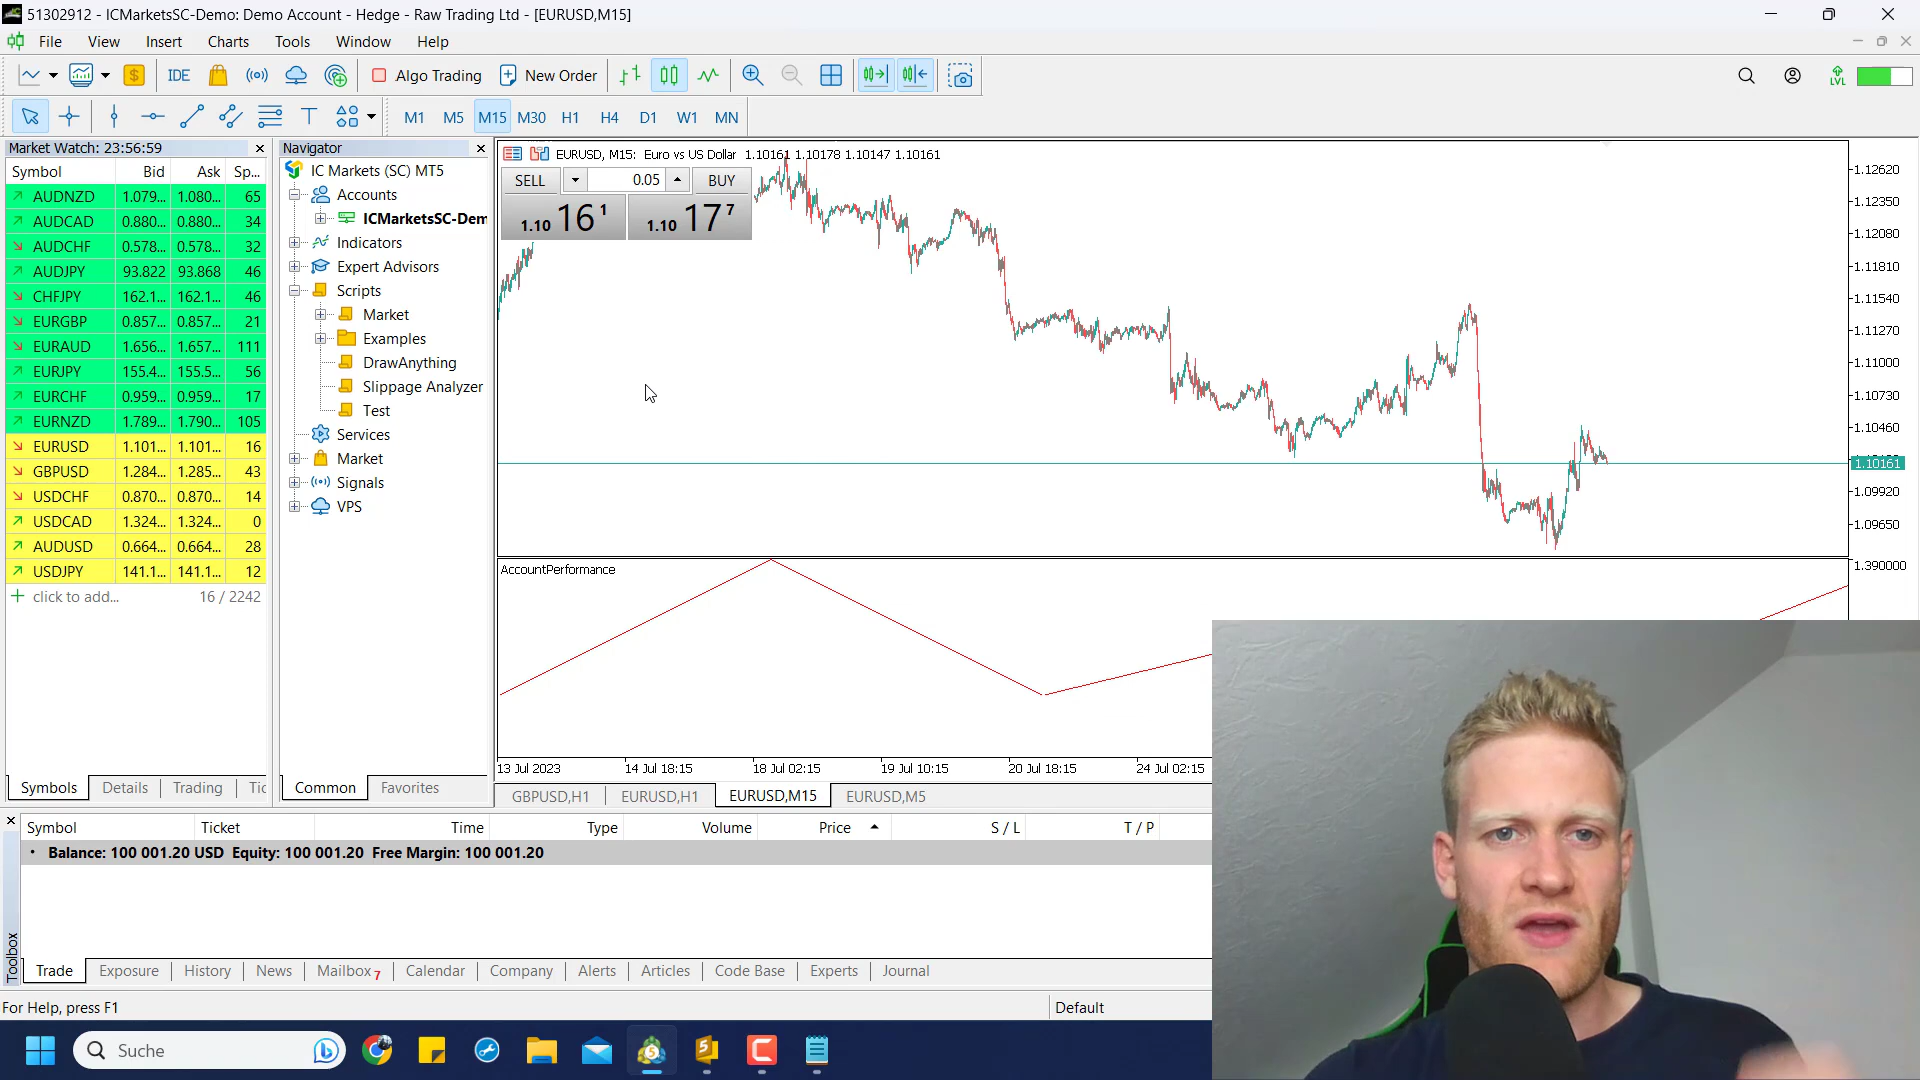 51302912 - ICMarketsSC-Demo: Demo Account - Hedge - Raw Trading Ltd - [EURUSD,M15]
File View Insert Charts Tools Window Help
IDE Algo Trading New Order LVL
M1 M5 M15 M30 H1 H4 D1 W1 MN
Market Watch: 23:56:59
Symbol Bid Ask Sp...
AUDNZD 1.079... 1.080... 65
AUDCAD 0.880... 0.880... 34
AUDCHF 0.578... 0.578... 32
AUDJPY 93.822 93.868 46
CHFJPY 162.1... 162.1... 46
EURGBP 0.857... 0.857... 21
EURAUD 1.656... 1.657... 111
EURJPY 155.4... 155.5... 56
EURCHF 0.959... 0.959... 17
EURNZD 1.789... 1.790... 105
EURUSD 1.101... 1.101... 16
GBPUSD 1.284... 1.285... 43
USDCHF 0.870... 0.870... 14
USDCAD 1.324... 1.324... 0
AUDUSD 0.664... 0.664... 28
USDJPY 141.1... 141.1... 12
click to add... 16 / 2242
Symbols Details Trading Tic
Navigator
IC Markets (SC) MT5
Accounts
ICMarketsSC-Dem
Indicators
Expert Advisors
Scripts
Market
Examples
DrawAnything
Slippage Analyzer
Test
Services
Market
Signals
VPS
Common Favorites
EURUSD, M15: Euro vs US Dollar 1.10161 1.10178 1.10147 1.10161
SELL 0.05 BUY
1.10 16 1 1.10 17 7
1.12620
1.12350
1.12080
1.11810
1.11540
1.11270
1.11000
1.10730
1.10460
1.10161
1.09920
1.09650
AccountPerformance
1.390000
13 Jul 2023 14 Jul 18:15 18 Jul 02:15 19 Jul 10:15 20 Jul 18:15 24 Jul 02:15
GBPUSD,H1 EURUSD,H1 EURUSD,M15 EURUSD,M5
Symbol Ticket Time Type Volume Price S / L T / P
Balance: 100 001.20 USD Equity: 100 001.20 Free Margin: 100 001.20
Toolbox
Trade Exposure History News Mailbox 7 Calendar Company Alerts Articles Code Base Experts Journal
For Help, press F1 Default
Suche